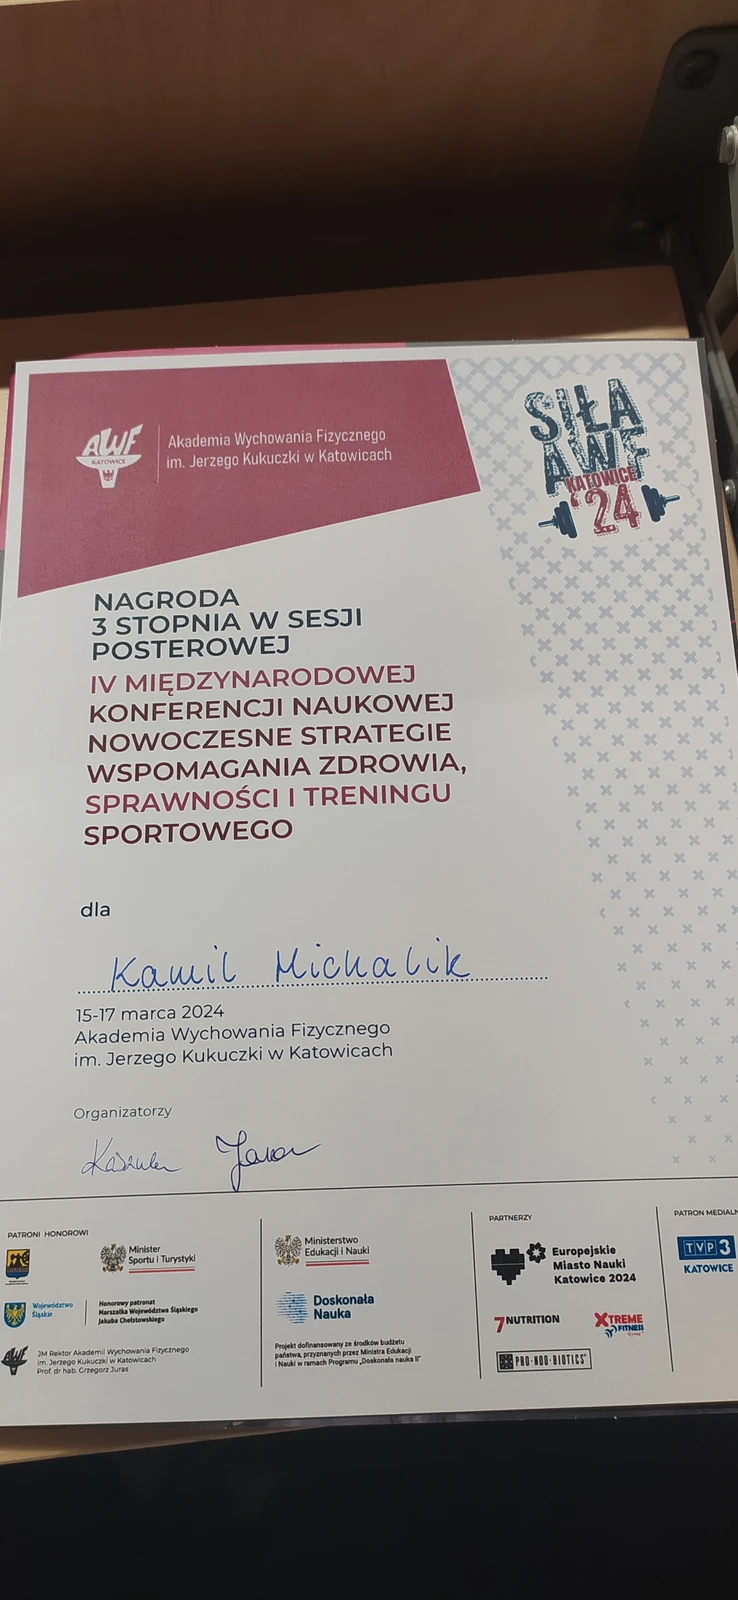 AWF
KATOWICE
Akademia Wychowania Fizycznego
im. Jerzego Kukuczki w Katowicach
SIŁA
AWF
KATOWICE
'24
NAGRODA
3 STOPNIA W SESJI
POSTEROWEJ
IV MIĘDZYNARODOWEJ
KONFERENCJI NAUKOWEJ
NOWOCZESNE STRATEGIE
WSPOMAGANIA ZDROWIA,
SPRAWNOŚCI I TRENINGU
SPORTOWEGO
dla
Kamil Michalik
15-17 marca 2024
Akademia Wychowania Fizycznego
im. Jerzego Kukuczki w Katowicach
Organizatorzy
PATRONI HONOROWI
Minister
Sportu i Turystyki
Województwo
Śląskie
Honorowy patronat
Marszałka Województwa Śląskiego
Jakuba Chełstowskiego
JM Rektor Akademii Wychowania Fizycznego
im. Jerzego Kukuczki w Katowicach
Prof. dr hab. Grzegorz Juras
Ministerstwo
Edukacji i Nauki
Doskonała
Nauka
Projekt dofinansowany ze środków budżetu
państwa, przyznanych przez Ministra Edukacji
i Nauki w ramach Programu „Doskonała nauka II"
PARTNERZY
Europejskie
Miasto Nauki
Katowice 2024
7NUTRITION
XTREME
FITNESS
PRO-NOO-BIOTICS
PATRON MEDIALN
TVP3
KATOWICE